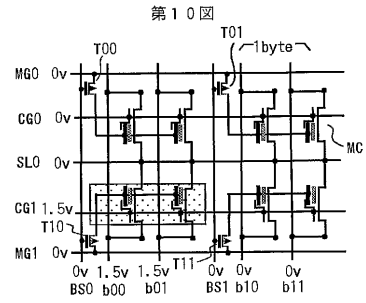 第10図
T00
T01
1byte
MG0 0v
CG0 0v
MC
SL0 0v
CG1 1.5v
T10
T11
MG1 0v
0v 1.5v 1.5v 0v 0v 0v
BS0 b00 b01 BS1 b10 b11